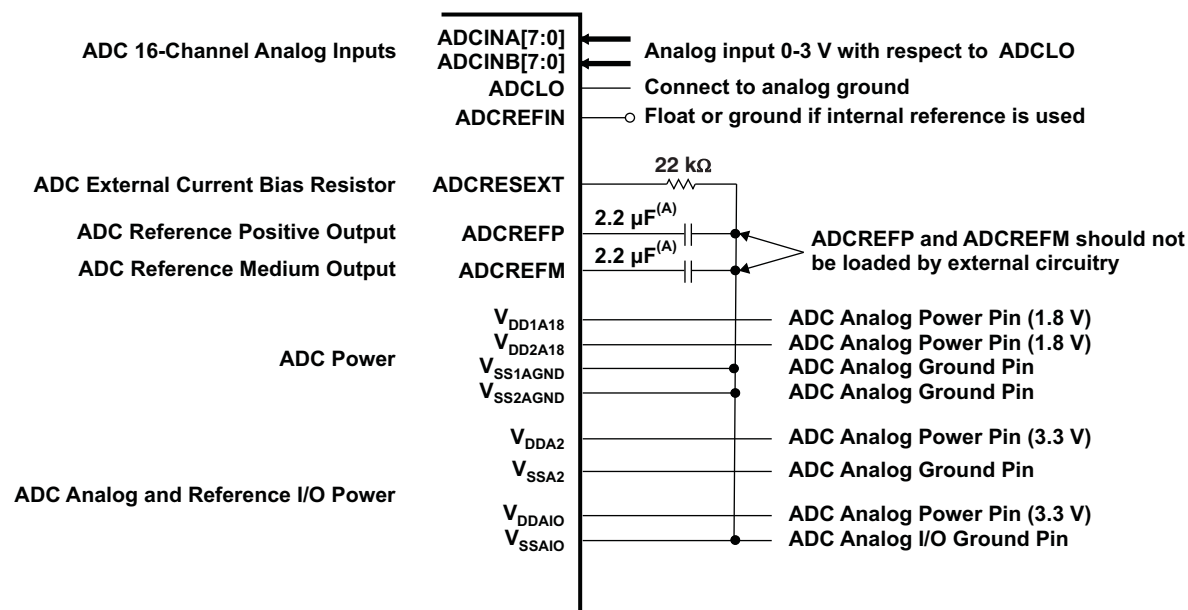 ADC 16-Channel Analog Inputs
ADCINA[7:0]
ADCINB[7:0]
Analog input 0-3 V with respect to ADCLO
ADCLO
Connect to analog ground
ADCREFIN
Float or ground if internal reference is used
ADC External Current Bias Resistor
ADCRESEXT
22 kΩ
ADC Reference Positive Output
ADCREFP
2.2 µF(A)
ADC Reference Medium Output
ADCREFM
2.2 µF(A)
ADCREFP and ADCREFM should not
be loaded by external circuitry
ADC Power
VDD1A18
ADC Analog Power Pin (1.8 V)
VDD2A18
ADC Analog Power Pin (1.8 V)
VSS1AGND
ADC Analog Ground Pin
VSS2AGND
ADC Analog Ground Pin
ADC Analog and Reference I/O Power
VDDA2
ADC Analog Power Pin (3.3 V)
VSSA2
ADC Analog Ground Pin
VDDAIO
ADC Analog Power Pin (3.3 V)
VSSAIO
ADC Analog I/O Ground Pin